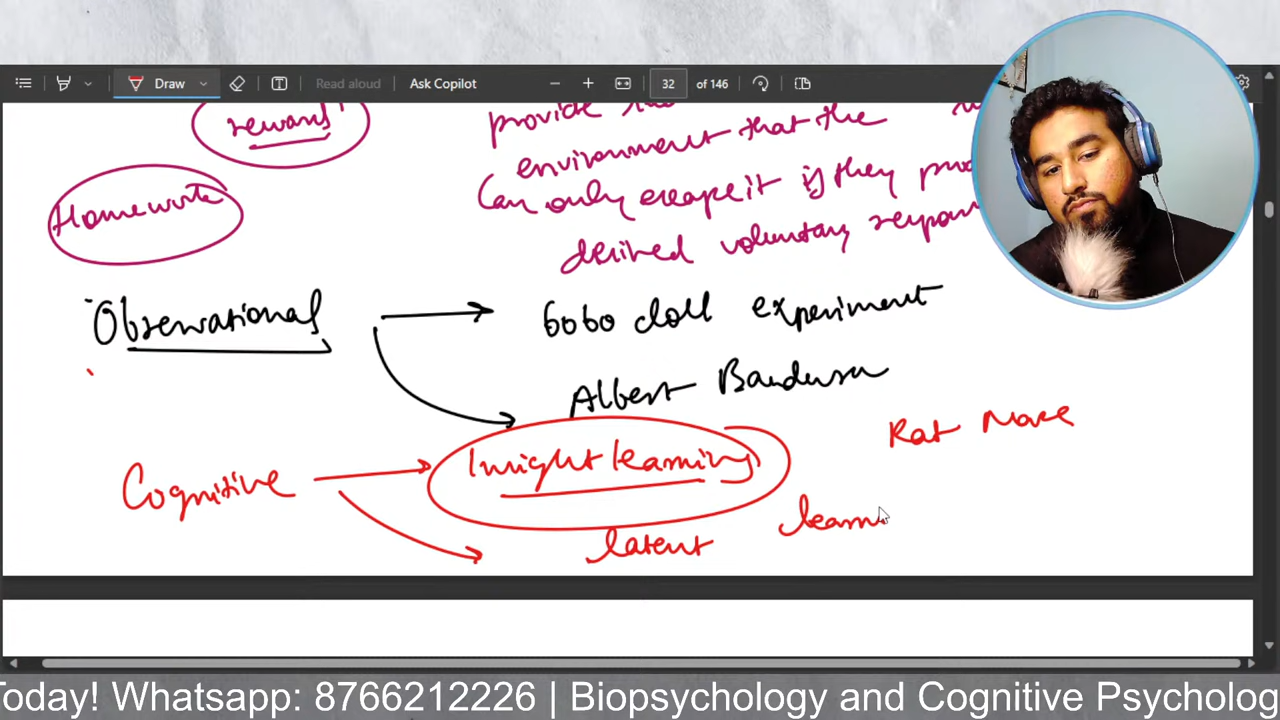 Draw
Read aloud
Ask Copilot
32
of 146
reward
provide
environment that the
Homework
Can only escape it if they
desired voluntary
Observational
bobo doll experiment
Albert Bandura
Rat Maze
Cognitive
Insight learning
learn
latent
Today! Whatsapp: 8766212226 | Biopsychology and Cognitive Psycholog